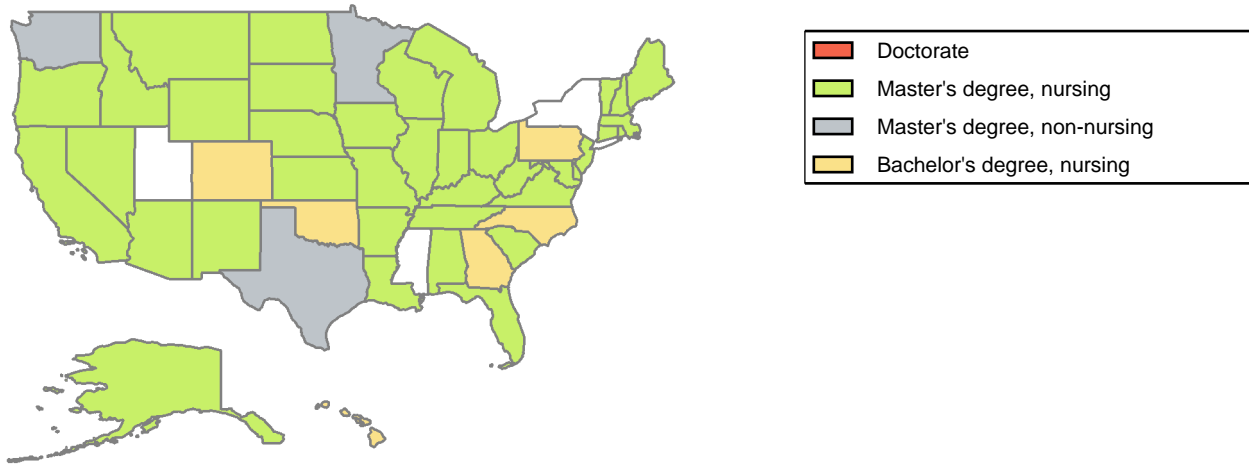 Doctorate
Master's degree, nursing
Master's degree, non-nursing
Bachelor's degree, nursing